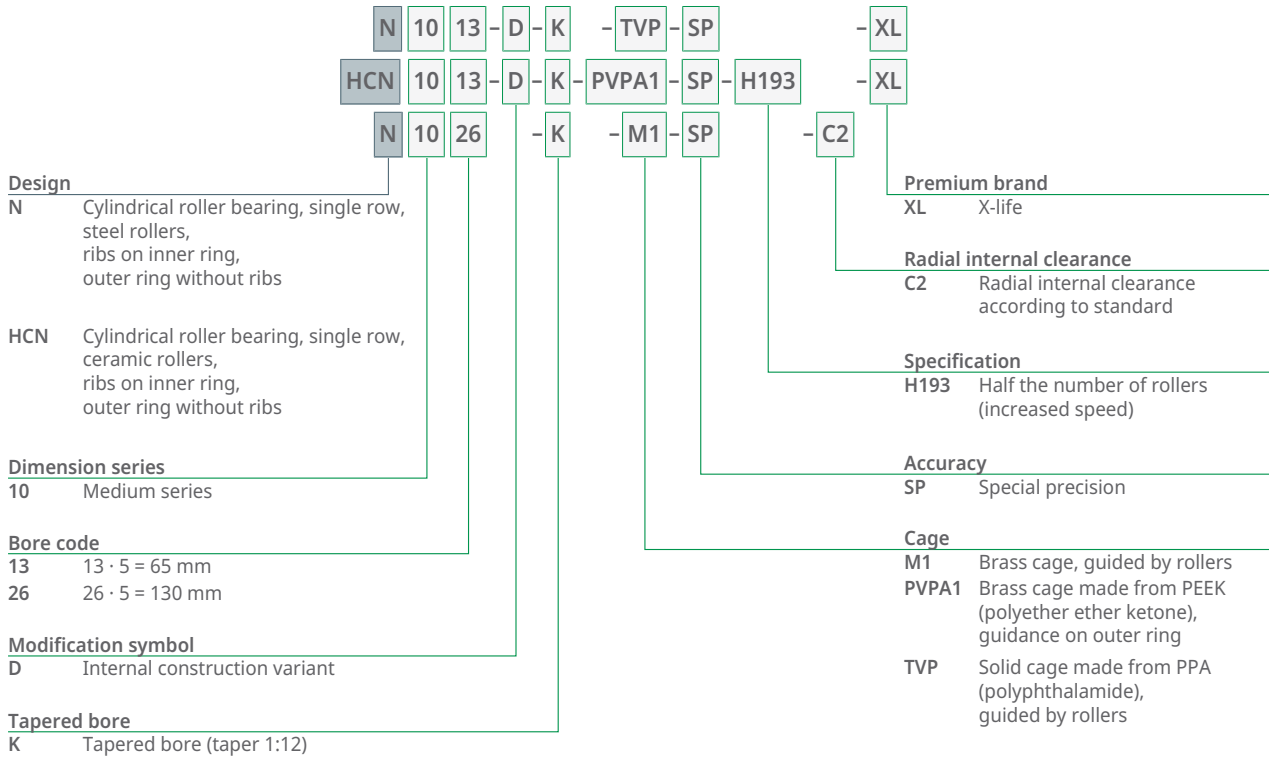 N 10 13 – D – K – TVP – SP – XL
HCN 10 13 – D – K – PVPA1 – SP – H193 – XL
N 10 26 – K – M1 – SP – C2
Design
N Cylindrical roller bearing, single row,
steel rollers,
ribs on inner ring,
outer ring without ribs
HCN Cylindrical roller bearing, single row,
ceramic rollers,
ribs on inner ring,
outer ring without ribs
Dimension series
10 Medium series
Bore code
13 13 · 5 = 65 mm
26 26 · 5 = 130 mm
Modification symbol
D Internal construction variant
Tapered bore
K Tapered bore (taper 1:12)
Premium brand
XL X-life
Radial internal clearance
C2 Radial internal clearance
according to standard
Specification
H193 Half the number of rollers
(increased speed)
Accuracy
SP Special precision
Cage
M1 Brass cage, guided by rollers
PVPA1 Brass cage made from PEEK
(polyether ether ketone),
guidance on outer ring
TVP Solid cage made from PPA
(polyphthalamide),
guided by rollers